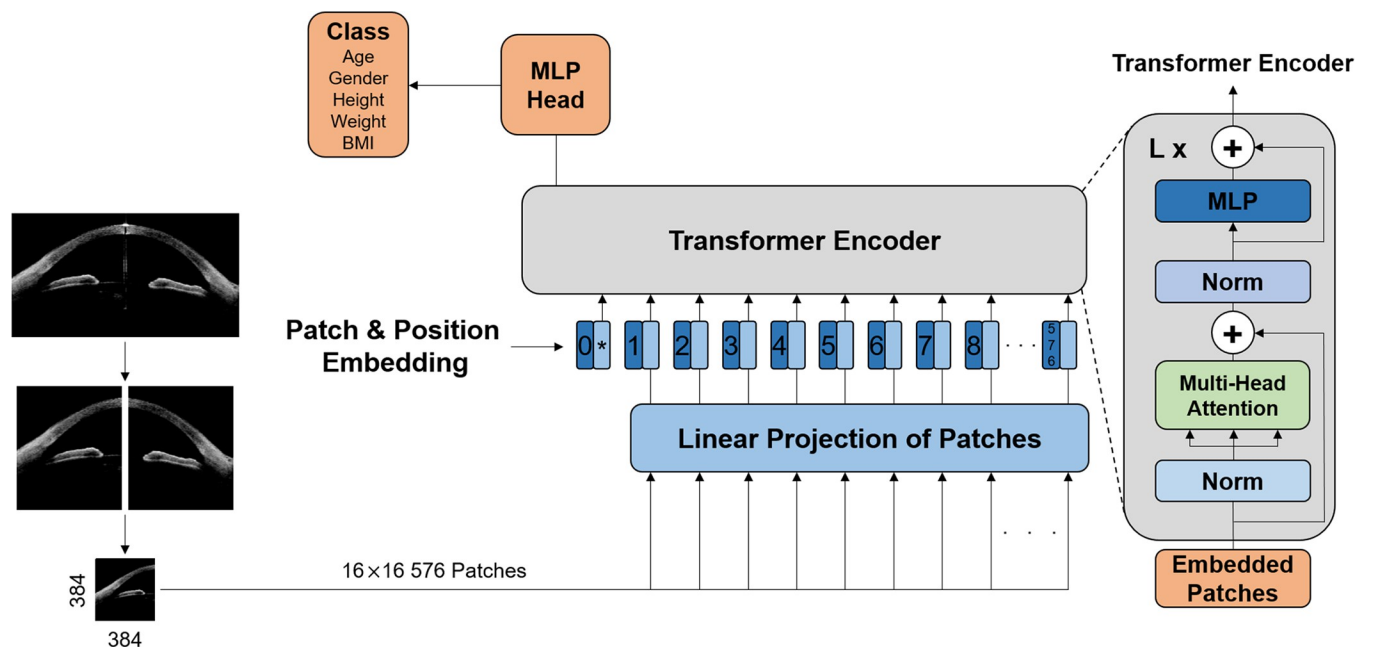 Class
Age
Gender
Height
Weight
BMI
MLP
Head
Transformer Encoder
L x
+
MLP
Norm
+
Multi-Head
Attention
Norm
Embedded
Patches
Transformer Encoder
Patch & Position
Embedding
0 * 1 2 3 4 5 6 7 8 · · · 576
Linear Projection of Patches
· · ·
16×16 576 Patches
384
384